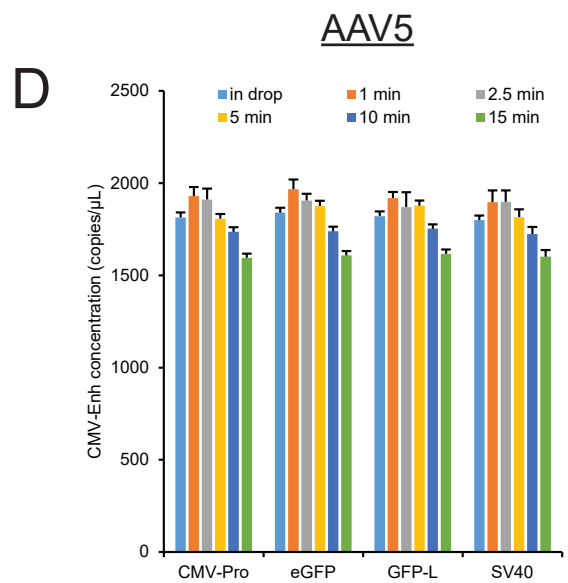 AAV5
D
in drop 1 min 2.5 min
5 min 10 min 15 min
CMV-Enh concentration (copies/µL)
2500
2000
1500
1000
500
0
CMV-Pro eGFP GFP-L SV40